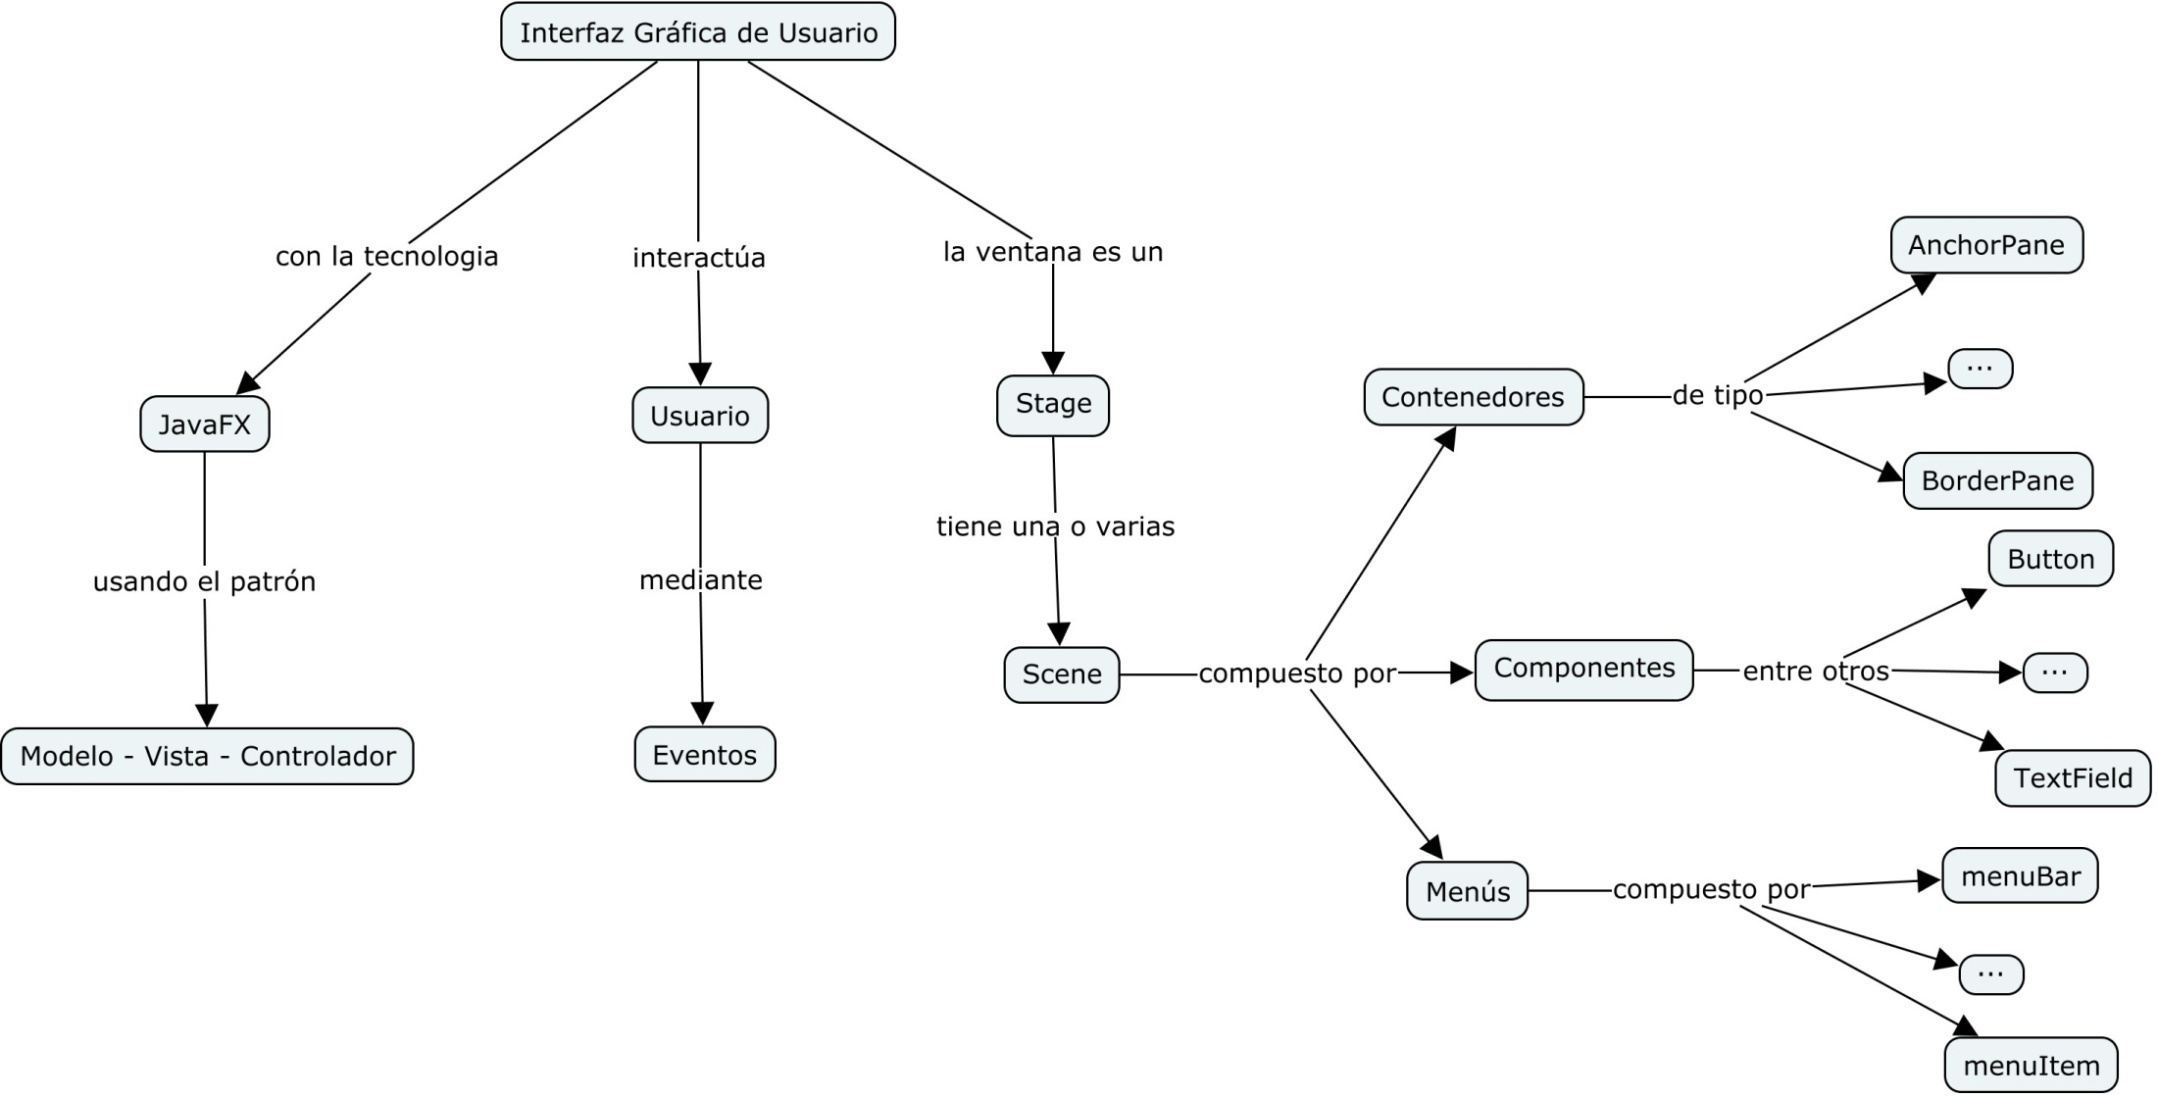 Interfaz Gráfica de Usuario
con la tecnologia
interactúa
la ventana es un
JavaFX
Usuario
Stage
usando el patrón
mediante
tiene una o varias
Modelo - Vista - Controlador
Eventos
Scene
compuesto por
Contenedores
de tipo
AnchorPane
...
BorderPane
Componentes
entre otros
Button
...
TextField
Menús
compuesto por
menuBar
...
menuItem